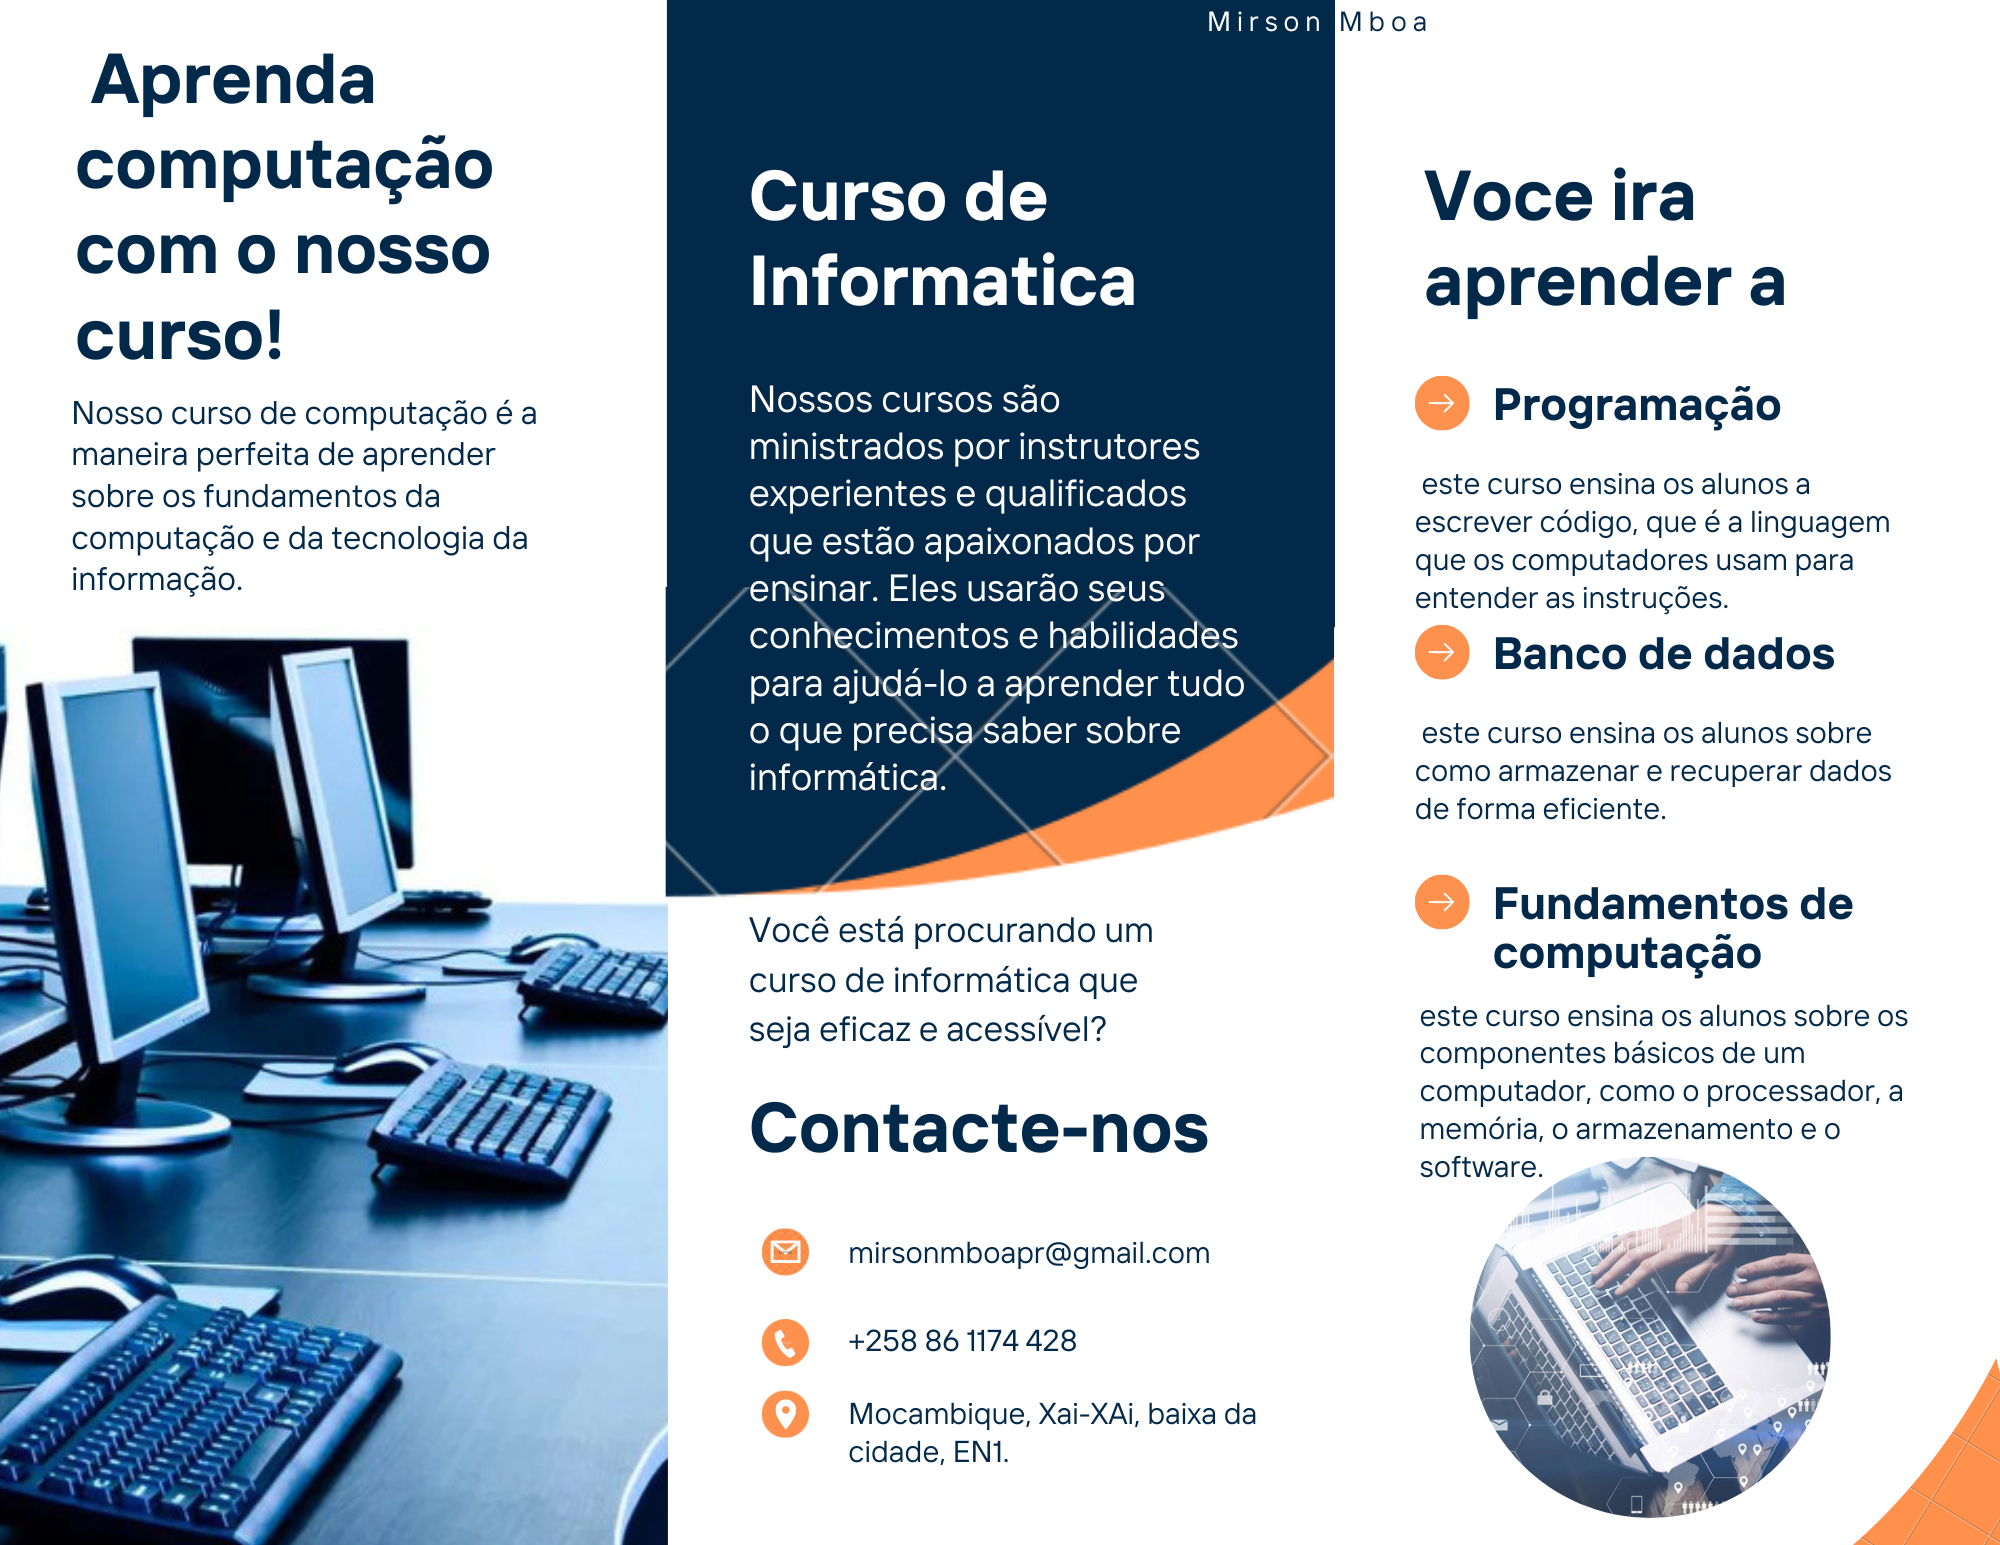 Mirson Mboa
Aprenda
computação
com o nosso
curso!
Nosso curso de computação é a
maneira perfeita de aprender
sobre os fundamentos da
computação e da tecnologia da
informação.
Curso de
Informatica
Nossos cursos são
ministrados por instrutores
experientes e qualificados
que estão apaixonados por
ensinar. Eles usarão seus
conhecimentos e habilidades
para ajudá-lo a aprender tudo
o que precisa saber sobre
informática.
Você está procurando um
curso de informática que
seja eficaz e acessível?
Contacte-nos
mirsonmboapr@gmail.com
+258 86 1174 428
Mocambique, Xai-XAi, baixa da
cidade, EN1.
Voce ira
aprender a
Programação
este curso ensina os alunos a
escrever código, que é a linguagem
que os computadores usam para
entender as instruções.
Banco de dados
este curso ensina os alunos sobre
como armazenar e recuperar dados
de forma eficiente.
Fundamentos de
computação
este curso ensina os alunos sobre os
componentes básicos de um
computador, como o processador, a
memória, o armazenamento e o
software.